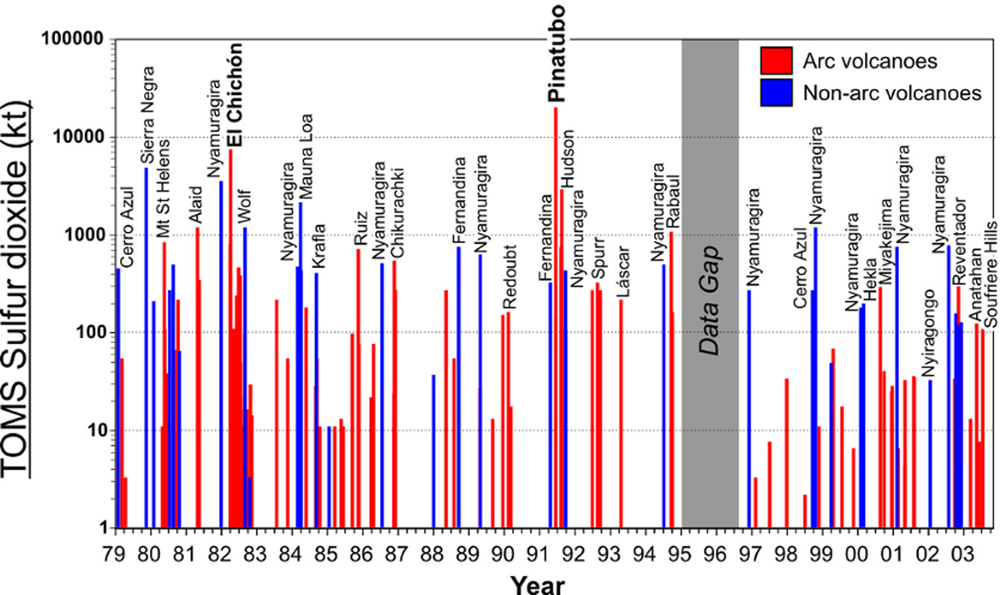 TOMS Sulfur dioxide (kt)
100000
10000
1000
100
10
1
Cerro Azul
Sierra Negra
Mt St Helens
Alaid
Nyamuragira
El Chichón
Wolf
Nyamuragira
Mauna Loa
Krafla
Ruiz
Nyamuragira
Chikurachki
Fernandina
Nyamuragira
Redoubt
Fernandina
Pinatubo
Hudson
Nyamuragira
Spurr
Láscar
Nyamuragira
Rabaul
Data Gap
Nyamuragira
Cerro Azul
Nyamuragira
Nyamuragira
Hekla
Miyakejima
Nyamuragira
Nyiragongo
Nyamuragira
Reventador
Anatahan
Soufriere Hills
Arc volcanoes
Non-arc volcanoes
79 80 81 82 83 84 85 86 87 88 89 90 91 92 93 94 95 96 97 98 99 00 01 02 03
Year